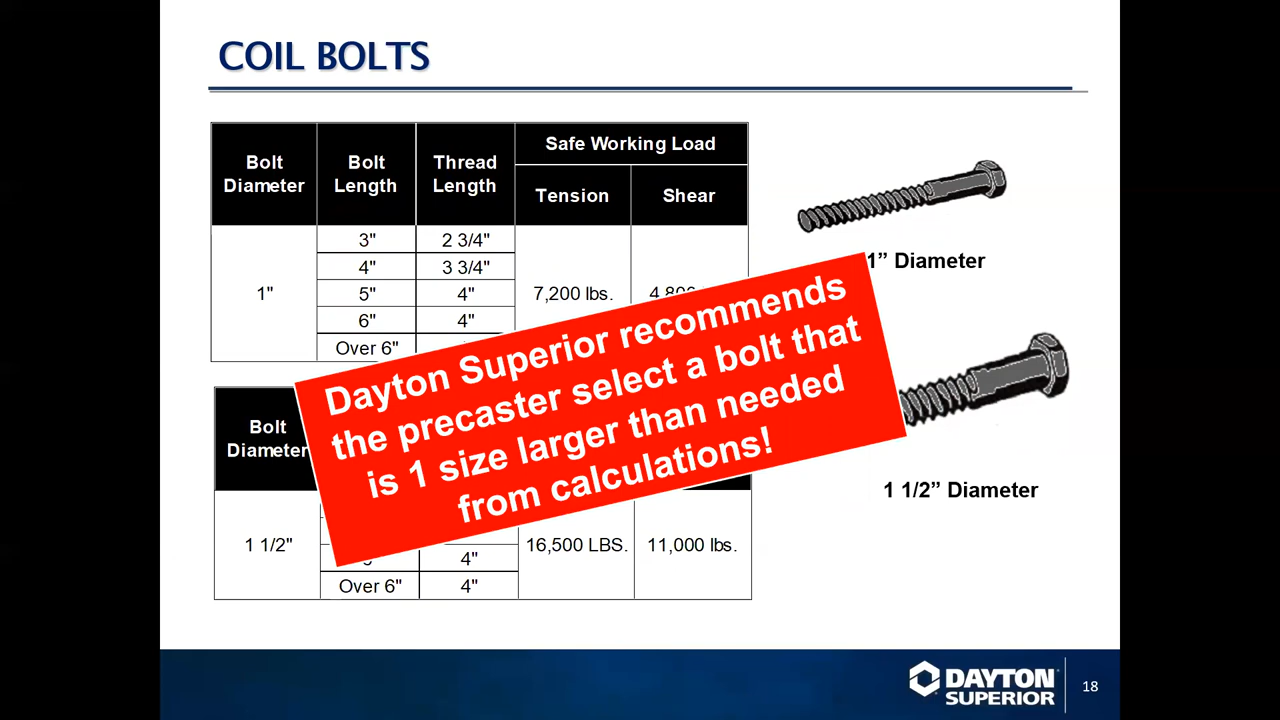 COIL BOLTS
Bolt Diameter
Bolt Length
Thread Length
Safe Working Load
Tension
Shear
1"
3" 2 3/4"
4" 3 3/4"
5" 4"
6" 4"
Over 6"
7,200 lbs.
1” Diameter
Dayton Superior recommends
the precaster select a bolt that
is 1 size larger than needed
from calculations!
Bolt
Diameter
1 1/2"
4"
Over 6" 4"
16,500 LBS. 11,000 lbs.
1 1/2” Diameter
DAYTON
SUPERIOR
18